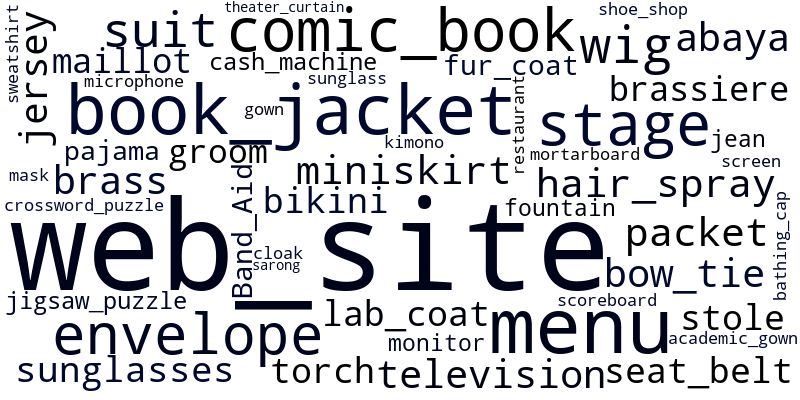 theater_curtain
shoe_shop
sweatshirt
jersey
suit
comic_book
wig
abaya
maillot
cash_machine
fur_coat
microphone
sunglass
brassiere
book_jacket
gown
restaurant
stage
jean
kimono
pajama
groom
mortarboard
screen
mask
brass
Band_Aid
miniskirt
hair_spray
crossword_puzzle
bikini
fountain
bathing_cap
web_site
packet
cloak
sarong
bow_tie
jigsaw_puzzle
scoreboard
envelope
lab_coat
menu
stole
monitor
academic_gown
sunglasses
torch
television
seat_belt